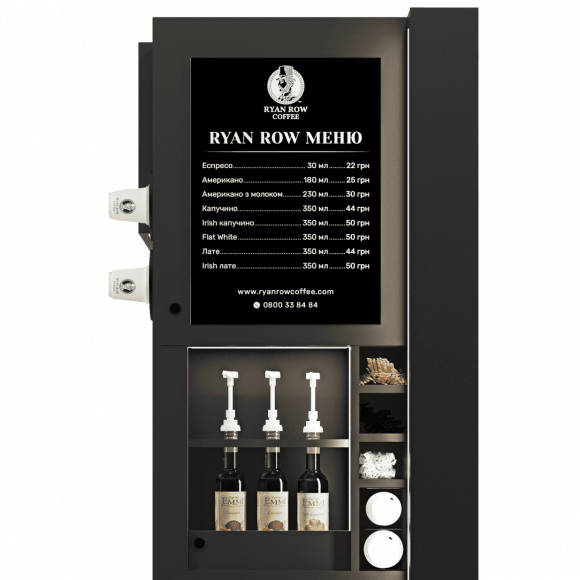 RYAN ROW
COFFEE
RYAN ROW МЕНЮ
Еспресо 30 мл 22 грн
Американо 180 мл 25 грн
Американо з молоком 230 мл 30 грн
Капучино 350 мл 44 грн
Irish капучино 350 мл 50 грн
Flat White 350 мл 50 грн
Лате 350 мл 44 грн
Irish лате 350 мл 50 грн
www.ryanrowcoffee.com
0800 33 84 84